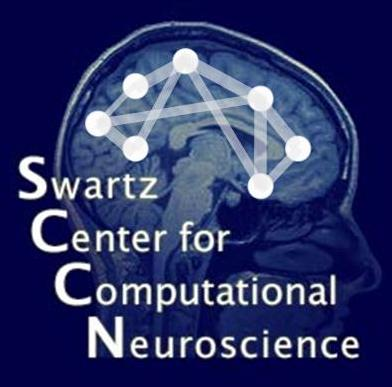 Swartz
Center for
Computational
Neuroscience